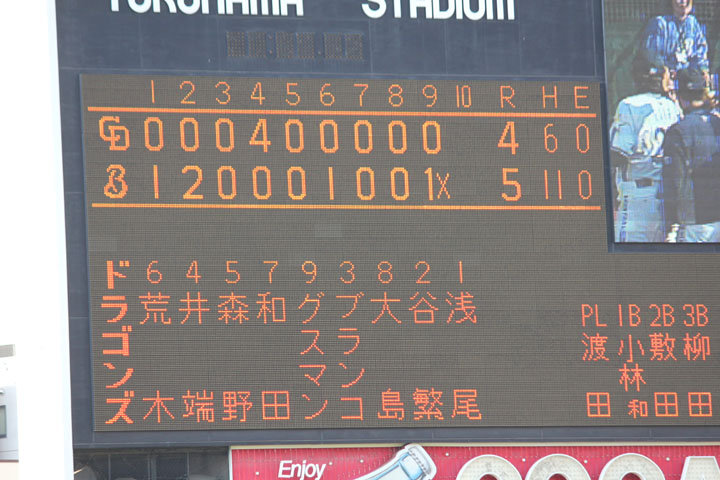 YOKOHAMA STADIUM
1 2 3 4 5 6 7 8 9 10 R H E
CD 0 0 0 4 0 0 0 0 0 4 6 0
B 1 2 0 0 0 1 0 0 1X 5 11 0
ドラゴンズ
6 荒木
4 井端
5 森野
7 和田
9 グスマン
3 ブランコ
8 大島
2 谷繁
1 浅尾
PL 渡田
1B 小林和
2B 敷田
3B 柳田
Enjoy